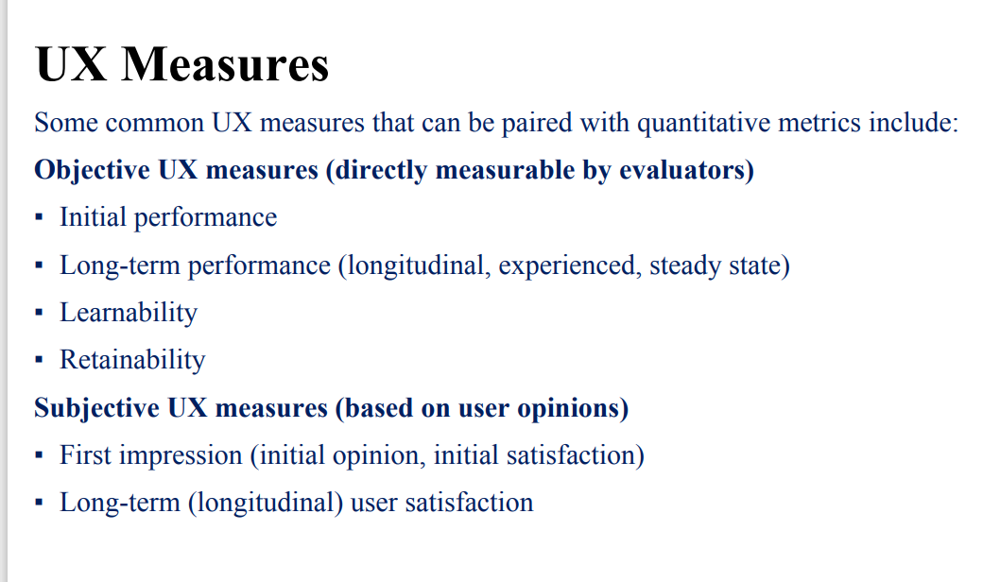 UX Measures
Some common UX measures that can be paired with quantitative metrics include:
Objective UX measures (directly measurable by evaluators)
▪ Initial performance
▪ Long-term performance (longitudinal, experienced, steady state)
▪ Learnability
▪ Retainability
Subjective UX measures (based on user opinions)
▪ First impression (initial opinion, initial satisfaction)
▪ Long-term (longitudinal) user satisfaction